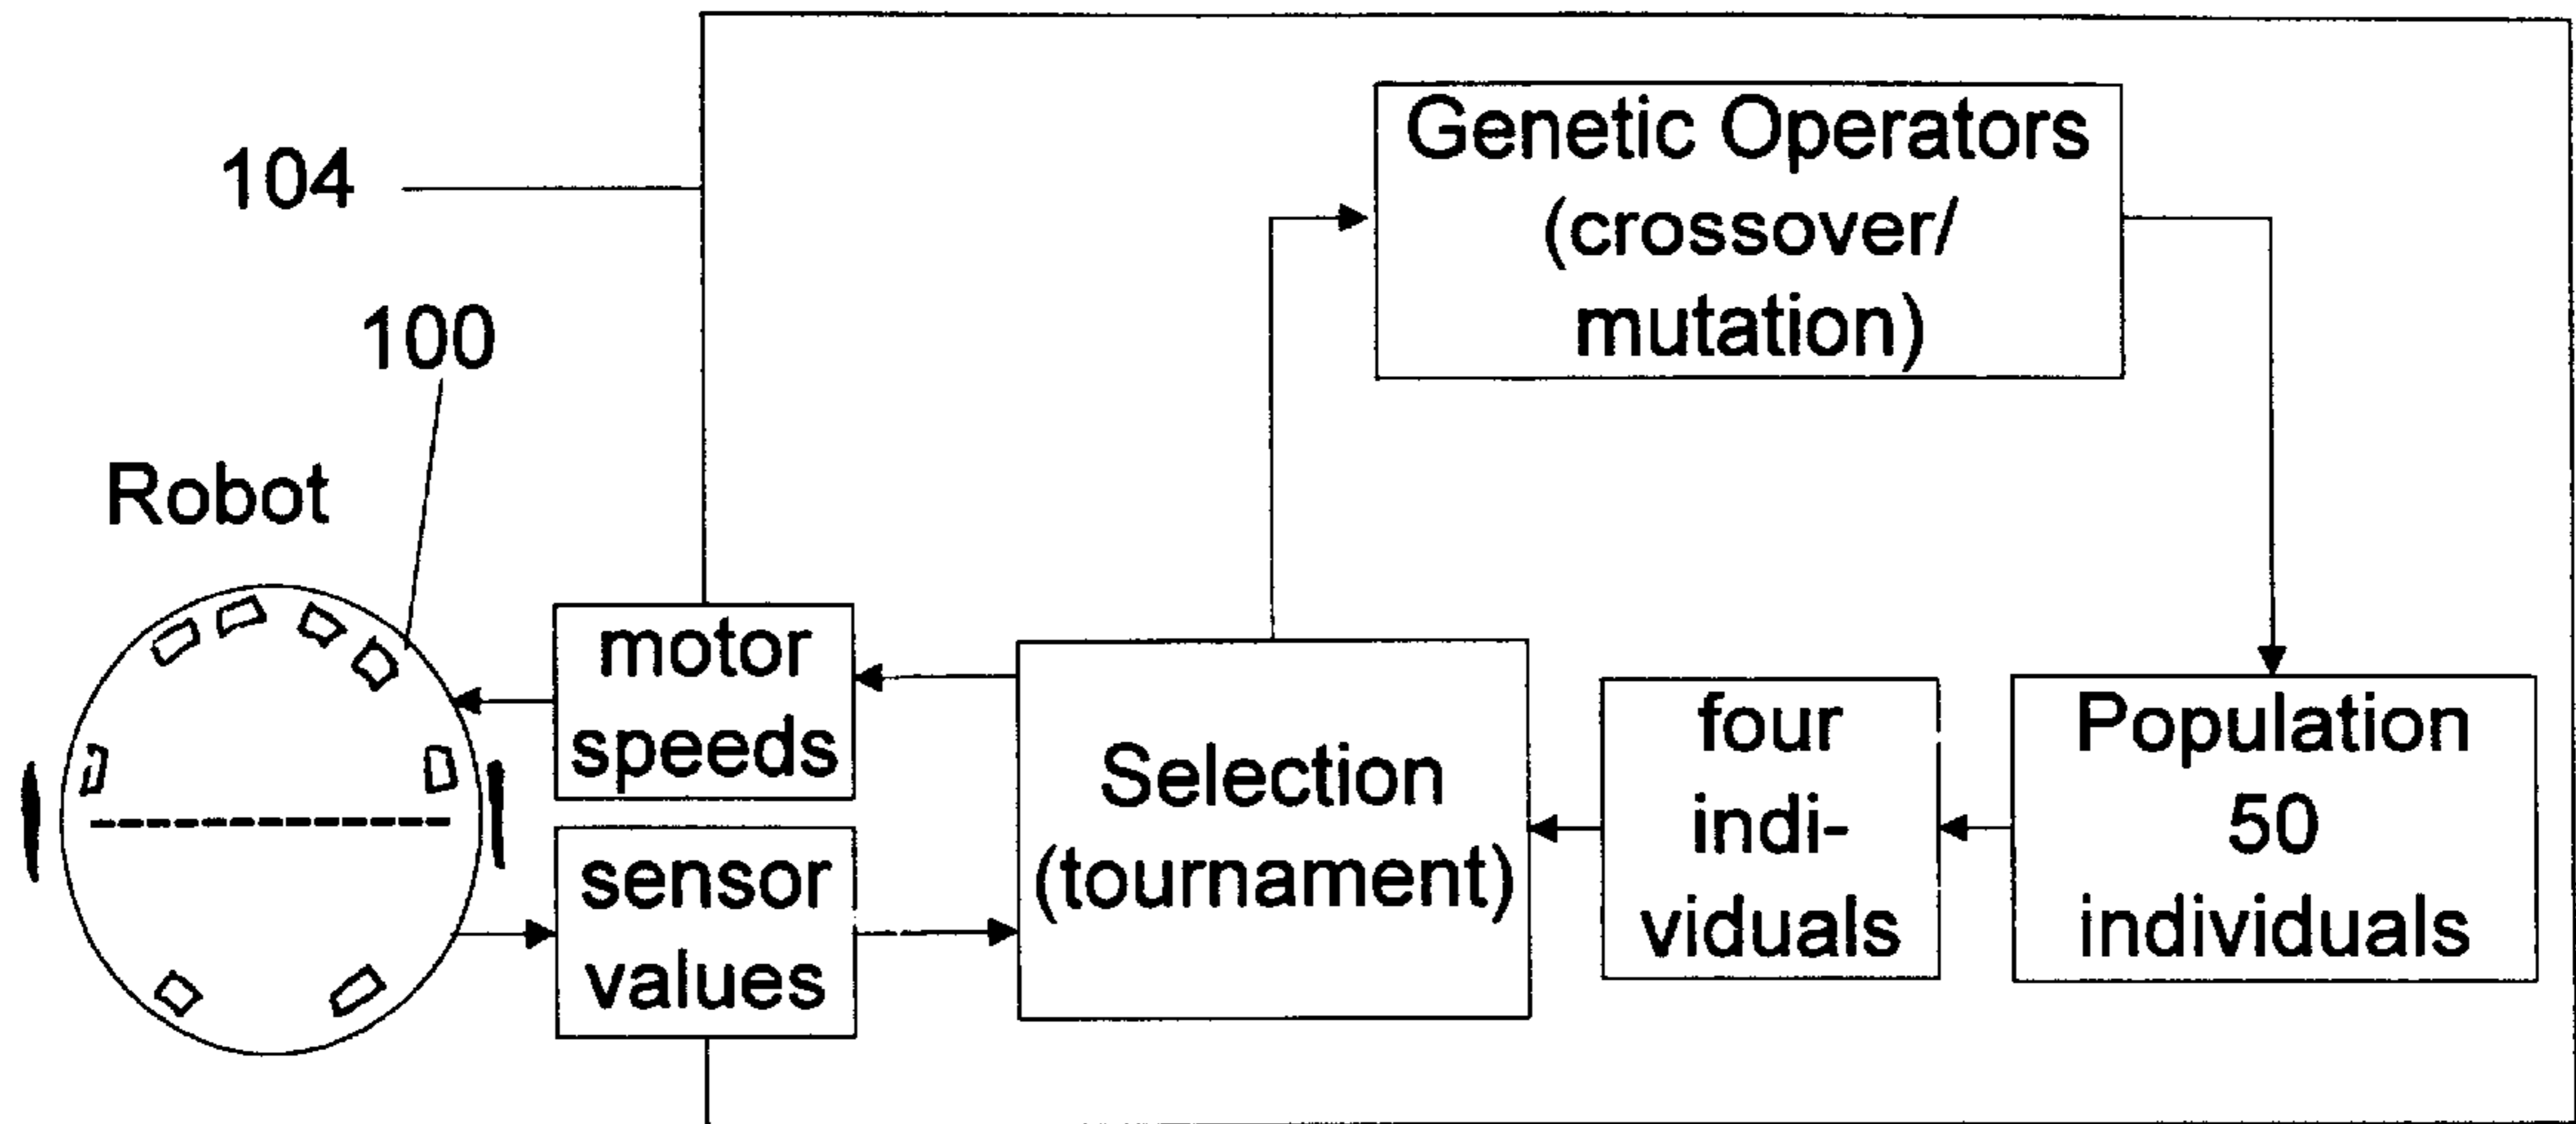 Genetic Operators
(crossover/
mutation)
104
100
Robot
motor
speeds
sensor
values
Selection
(tournament)
four
indi-
viduals
Population
50
individuals